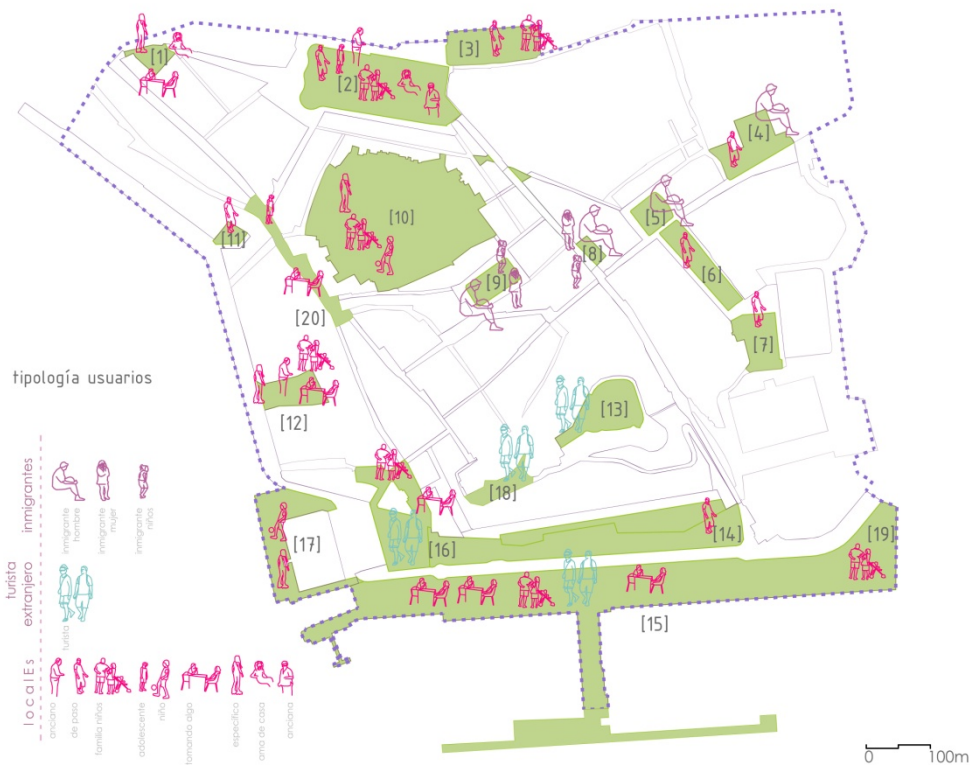 [1]
[2]
[3]
[4]
[5]
[6]
[7]
[8]
[9]
[10]
[11]
[20]
[12]
[13]
[18]
[14]
[16]
[17]
[19]
[15]
tipología usuarios
inmigrantes
inmigrante hombre
inmigrante mujer
inmigrante niños
turista extranjero
turista
localEs
anciano
de paso
familia niños
adolescente
niño
tomando algo
específico
ama de casa
anciana
0 100m